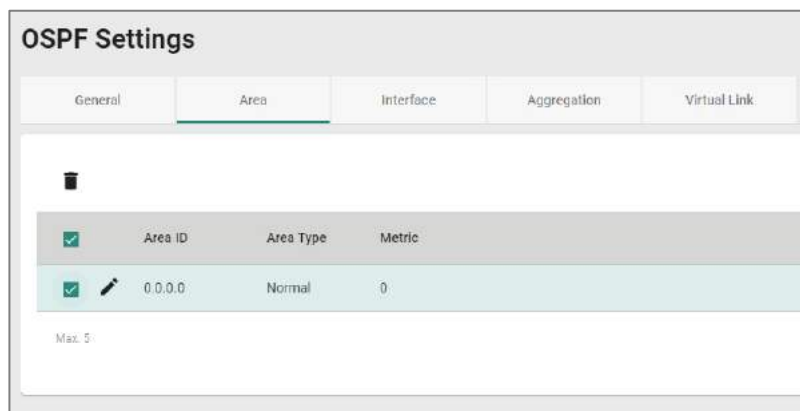 OSPF Settings
General Area Interface Aggregation Virtual Link
Area ID Area Type Metric
0.0.0.0 Normal 0
Max. 5